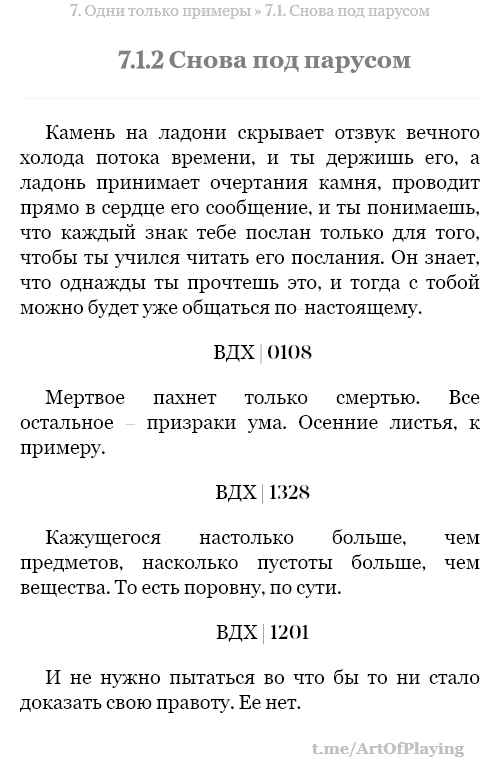 7. Одни только примеры » 7.1. Снова под парусом
7.1.2 Снова под парусом
Камень на ладони скрывает отзвук вечного
холода потока времени, и ты держишь его, а
ладонь принимает очертания камня, проводит
прямо в сердце его сообщение, и ты понимаешь,
что каждый знак тебе послан только для того,
чтобы ты учился читать его послания. Он знает,
что однажды ты прочтешь это, и тогда с тобой
можно будет уже общаться по-настоящему.
ВДХ | 0108
Мертвое пахнет только смертью. Все
остальное – призраки ума. Осенние листья, к
примеру.
ВДХ | 1328
Кажущегося настолько больше, чем
предметов, насколько пустоты больше, чем
вещества. То есть поровну, по сути.
ВДХ | 1201
И не нужно пытаться во что бы то ни стало
доказать свою правоту. Ее нет.
t.me/ArtOfPlaying